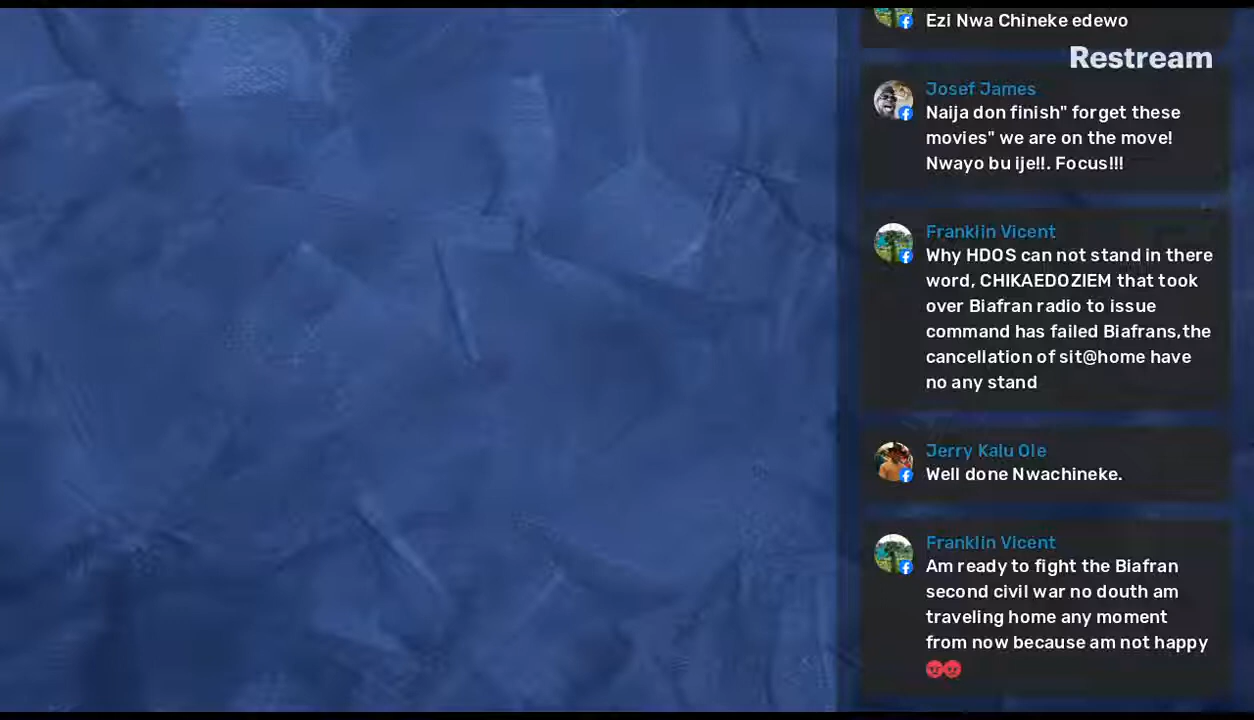 Ezi Nwa Chineke edewo
Restream
Josef James
Naija don finish" forget these
movies" we are on the move!
Nwayo bu ije!!. Focus!!!
Franklin Vicent
Why HDOS can not stand in there
word, CHIKAEDOZIEM that took
over Biafran radio to issue
command has failed Biafrans,the
cancellation of sit@home have
no any stand
Jerry Kalu Ole
Well done Nwachineke.
Franklin Vicent
Am ready to fight the Biafran
second civil war no douth am
traveling home any moment
from now because am not happy
😡😡